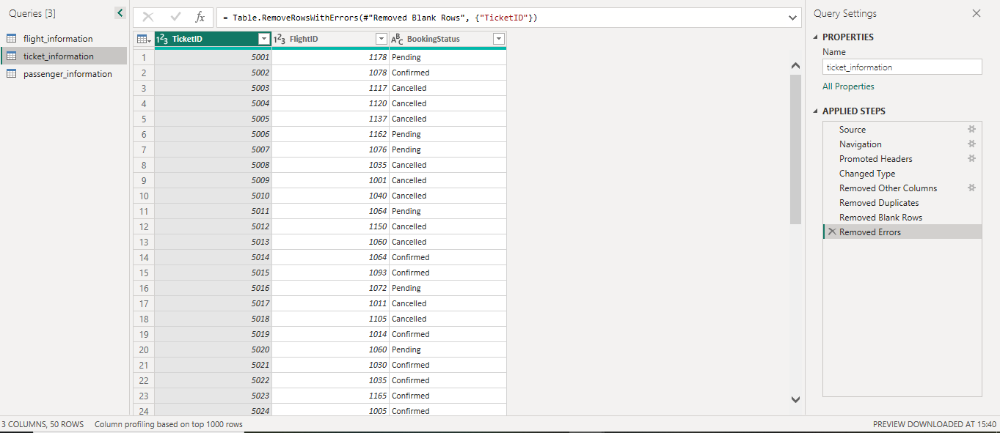 Queries [3]
flight_information
ticket_information
passenger_information
fx = Table.RemoveRowsWithErrors(#"Removed Blank Rows", {"TicketID"})
123 TicketID 123 FlightID ABC BookingStatus
1 5001 1178 Pending
2 5002 1078 Confirmed
3 5003 1117 Cancelled
4 5004 1120 Cancelled
5 5005 1137 Cancelled
6 5006 1162 Pending
7 5007 1076 Pending
8 5008 1035 Cancelled
9 5009 1001 Cancelled
10 5010 1040 Cancelled
11 5011 1064 Pending
12 5012 1150 Cancelled
13 5013 1060 Cancelled
14 5014 1064 Confirmed
15 5015 1093 Confirmed
16 5016 1072 Pending
17 5017 1011 Cancelled
18 5018 1105 Cancelled
19 5019 1014 Confirmed
20 5020 1060 Pending
21 5021 1030 Confirmed
22 5022 1035 Confirmed
23 5023 1165 Confirmed
24 5024 1005 Confirmed
Query Settings
PROPERTIES
Name
ticket_information
All Properties
APPLIED STEPS
Source
Navigation
Promoted Headers
Changed Type
Removed Other Columns
Removed Duplicates
Removed Blank Rows
Removed Errors
3 COLUMNS, 50 ROWS Column profiling based on top 1000 rows
PREVIEW DOWNLOADED AT 15:40